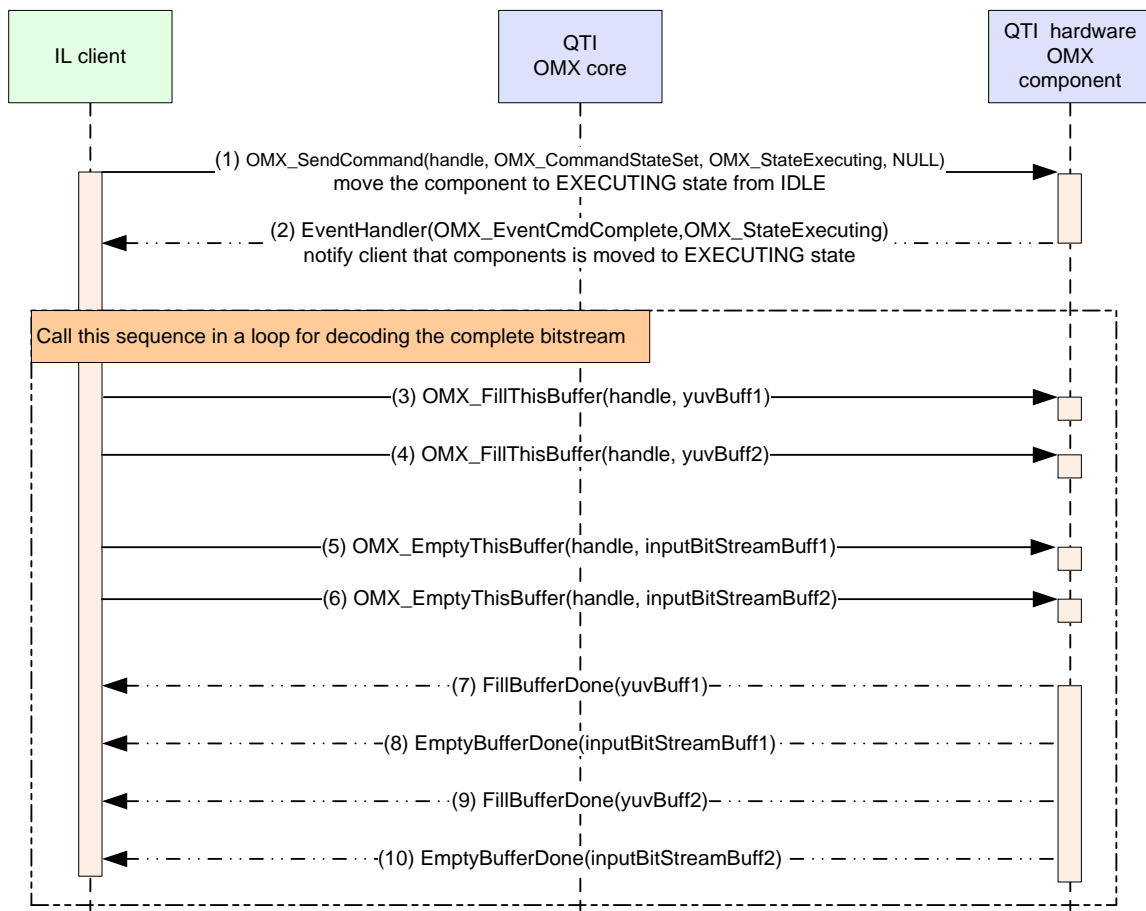 IL client
QTI
OMX core
QTI hardware
OMX
component
(1) OMX_SendCommand(handle, OMX_CommandStateSet, OMX_StateExecuting, NULL)
move the component to EXECUTING state from IDLE
(2) EventHandler(OMX_EventCmdComplete,OMX_StateExecuting)
notify client that components is moved to EXECUTING state
Call this sequence in a loop for decoding the complete bitstream
(3) OMX_FillThisBuffer(handle, yuvBuff1)
(4) OMX_FillThisBuffer(handle, yuvBuff2)
(5) OMX_EmptyThisBuffer(handle, inputBitStreamBuff1)
(6) OMX_EmptyThisBuffer(handle, inputBitStreamBuff2)
(7) FillBufferDone(yuvBuff1)
(8) EmptyBufferDone(inputBitStreamBuff1)
(9) FillBufferDone(yuvBuff2)
(10) EmptyBufferDone(inputBitStreamBuff2)